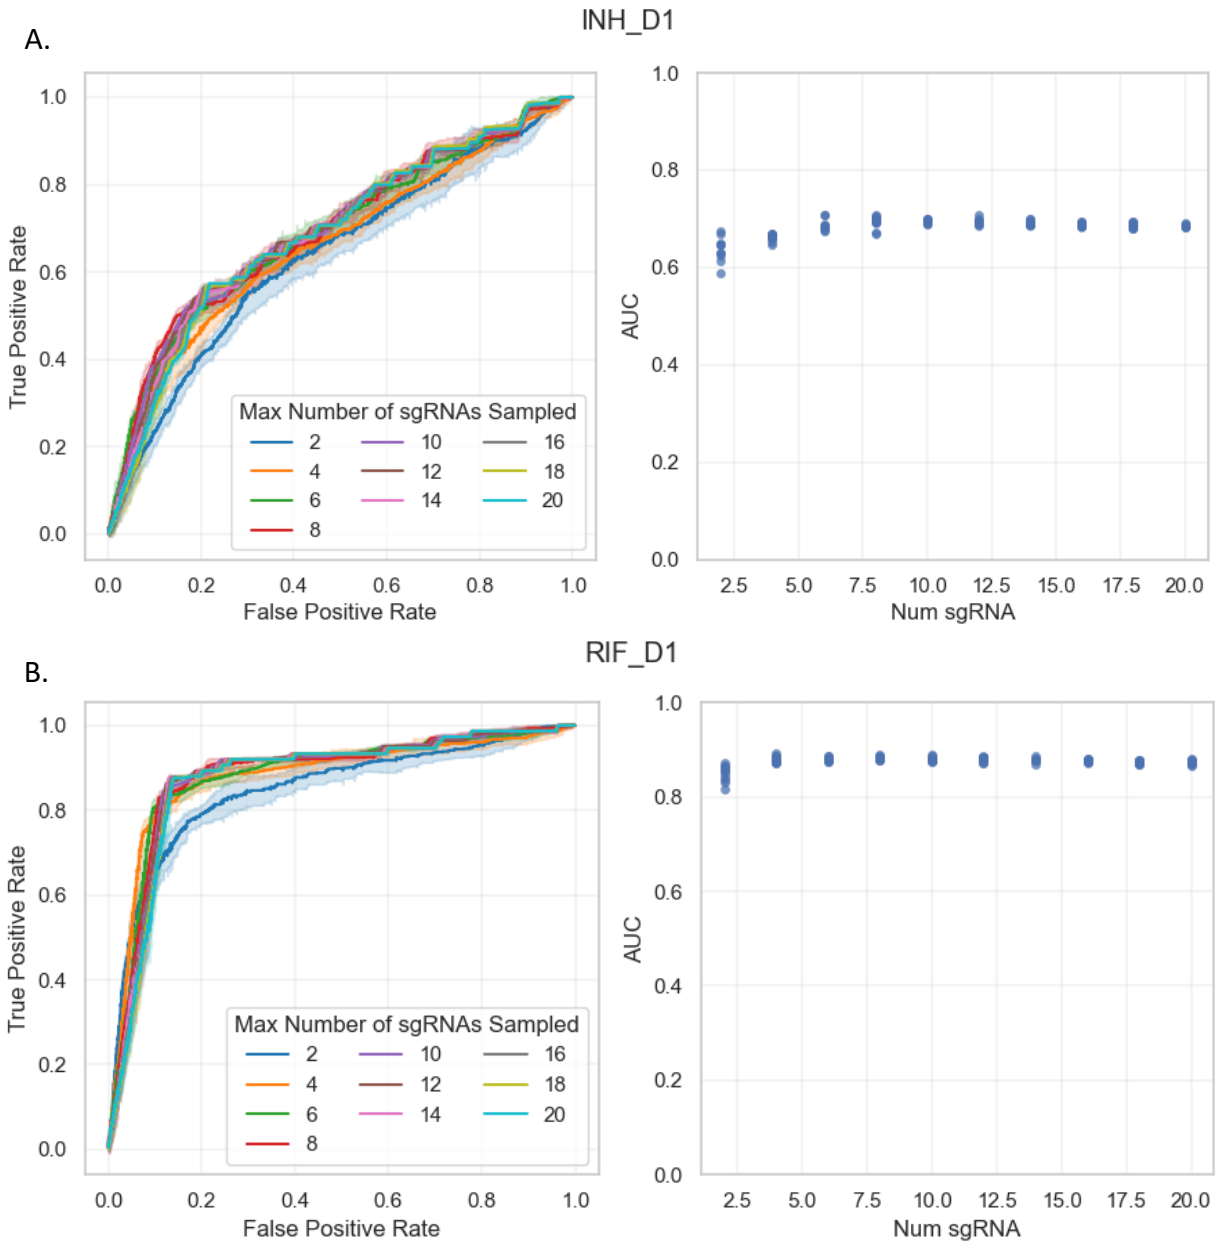 INH_D1
A.
1.0
0.8
0.6
0.4
0.2
0.0
True Positive Rate
Max Number of sgRNAs Sampled
2 10 16
4 12 18
6 14 20
8
0.0 0.2 0.4 0.6 0.8 1.0
False Positive Rate
1.0
0.8
0.6
0.4
0.2
0.0
AUC
2.5 5.0 7.5 10.0 12.5 15.0 17.5 20.0
Num sgRNA
RIF_D1
B.
1.0
0.8
0.6
0.4
0.2
0.0
True Positive Rate
Max Number of sgRNAs Sampled
2 10 16
4 12 18
6 14 20
8
0.0 0.2 0.4 0.6 0.8 1.0
False Positive Rate
1.0
0.8
0.6
0.4
0.2
0.0
AUC
2.5 5.0 7.5 10.0 12.5 15.0 17.5 20.0
Num sgRNA